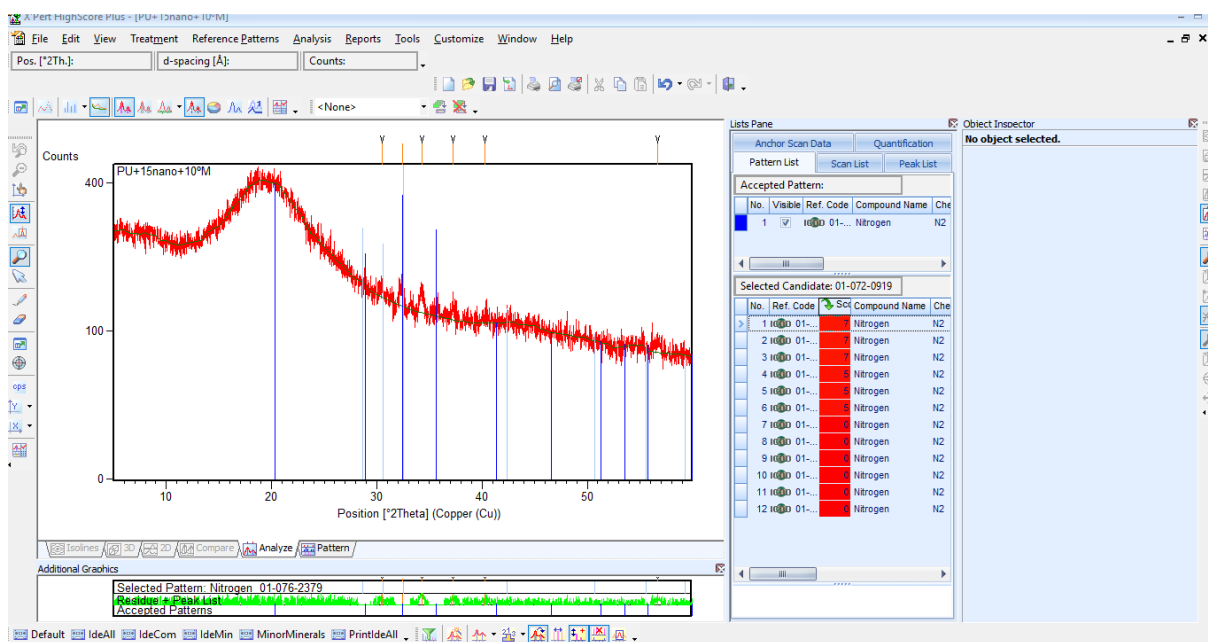 X'Pert HighScore Plus - [PU+15nano+10ºM]
File Edit View Treatment Reference Patterns Analysis Reports Tools Customize Window Help
Pos. [°2Th.]: d-spacing [Å]: Counts:
<None>
Lists Pane
Object Inspector
Anchor Scan Data Quantification
No object selected.
Pattern List Scan List Peak List
Counts
PU+15nano+10ºM
Accepted Pattern:
No. Visible Ref. Code Compound Name Che
1 01-... Nitrogen N2
400
100
0
10 20 30 40 50
Position [°2Theta] (Copper (Cu))
Selected Candidate: 01-072-0919
No. Ref. Code Sco Compound Name Che
1 01-... 7 Nitrogen N2
2 01-... 7 Nitrogen N2
3 01-... 7 Nitrogen N2
4 01-... 5 Nitrogen N2
5 01-... 5 Nitrogen N2
6 01-... 5 Nitrogen N2
7 01-... 0 Nitrogen N2
8 01-... 0 Nitrogen N2
9 01-... 0 Nitrogen N2
10 01-... 0 Nitrogen N2
11 01-... 0 Nitrogen N2
12 01-... 0 Nitrogen N2
Isolines 3D 2D Compare Analyze Pattern
Additional Graphics
Selected Pattern: Nitrogen 01-076-2379
Residue + Peak List
Accepted Patterns
Default IdeAll IdeCom IdeMin MinorMinerals PrintIdeAll